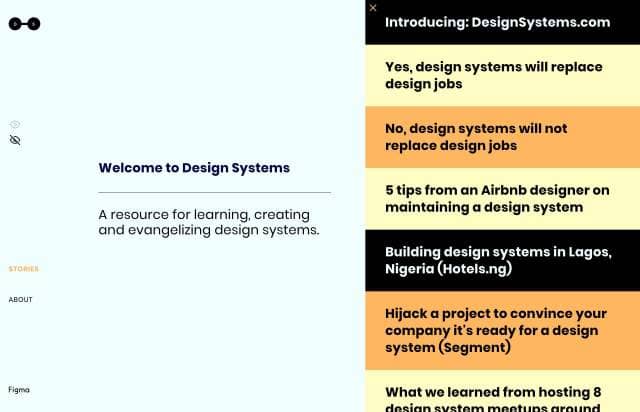 Welcome to Design Systems
A resource for learning, creating
and evangelizing design systems.
STORIES
ABOUT
Figma
Introducing: DesignSystems.com
Yes, design systems will replace
design jobs
No, design systems will not
replace design jobs
5 tips from an Airbnb designer on
maintaining a design system
Building design systems in Lagos,
Nigeria (Hotels.ng)
Hijack a project to convince your
company it's ready for a design
system (Segment)
What we learned from hosting 8
design system meetups around